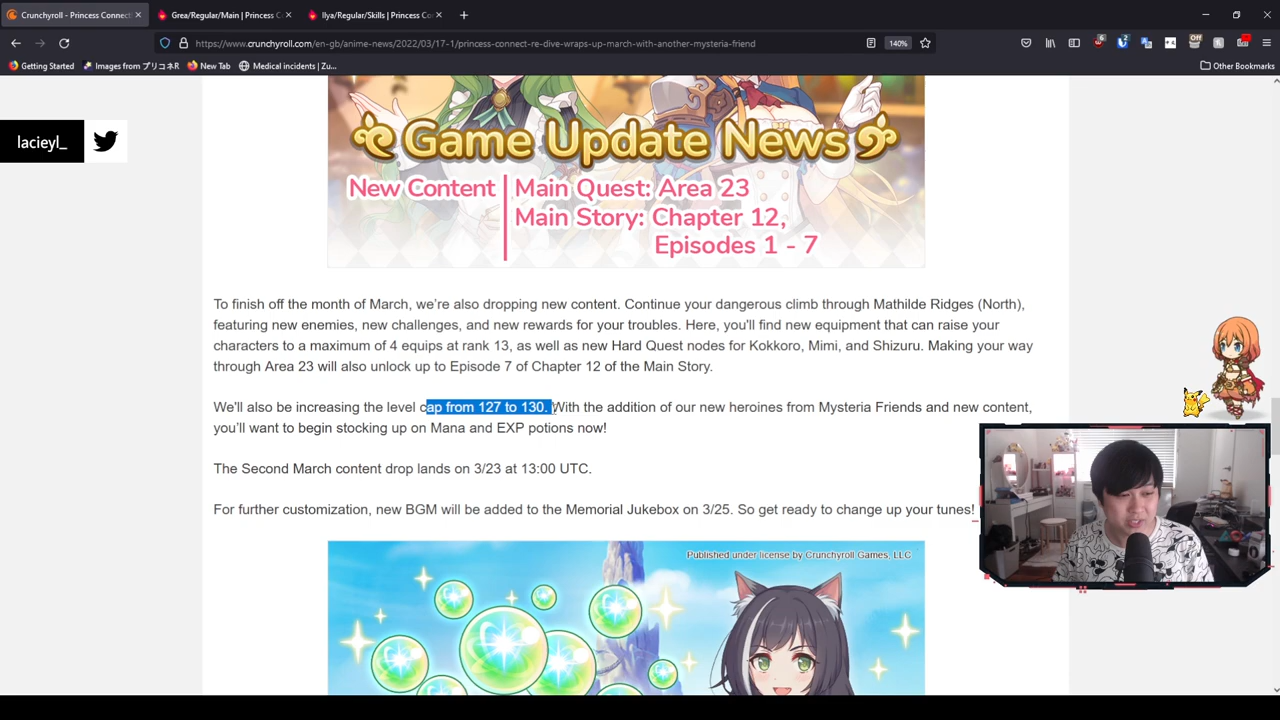 Crunchyroll - Princess Connect
Grea/Regular/Main | Princess C
Ilya/Regular/Skills | Princess Co
https://www.crunchyroll.com/en-gb/anime-news/2022/03/17-1/princess-connect-re-dive-wraps-up-march-with-another-mysteria-friend
140%
Off
Getting Started
Images from プリコネR
New Tab
Medical incidents | Zu...
Other Bookmarks
lacieyl_
Game Update News
New Content
Main Quest: Area 23
Main Story: Chapter 12,
Episodes 1 - 7
To finish off the month of March, we're also dropping new content. Continue your dangerous climb through Mathilde Ridges (North),
featuring new enemies, new challenges, and new rewards for your troubles. Here, you'll find new equipment that can raise your
characters to a maximum of 4 equips at rank 13, as well as new Hard Quest nodes for Kokkoro, Mimi, and Shizuru. Making your way
through Area 23 will also unlock up to Episode 7 of Chapter 12 of the Main Story.
We'll also be increasing the level cap from 127 to 130. With the addition of our new heroines from Mysteria Friends and new content,
you'll want to begin stocking up on Mana and EXP potions now!
The Second March content drop lands on 3/23 at 13:00 UTC.
For further customization, new BGM will be added to the Memorial Jukebox on 3/25. So get ready to change up your tunes!
Published under license by Crunchyroll Games, LLC